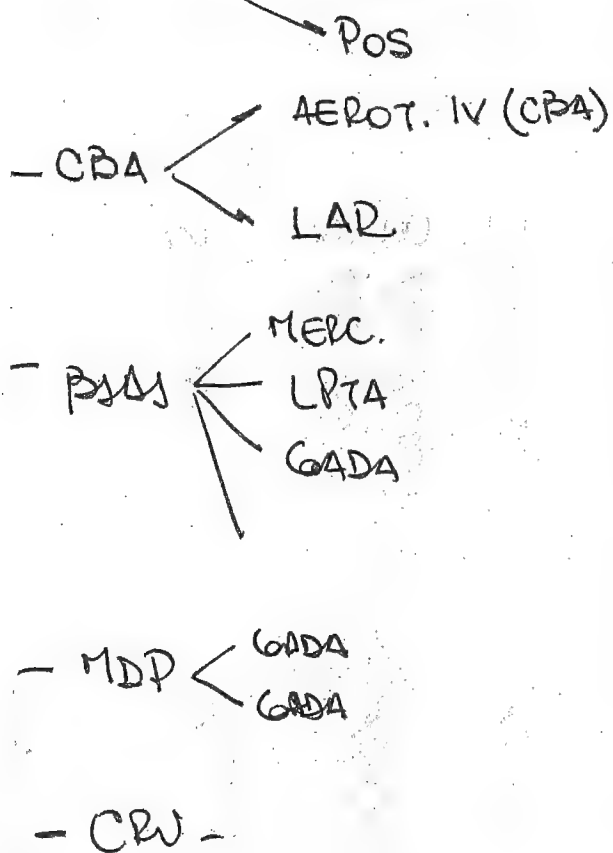 POS
AEROT. IV (CBA)
- CBA
LAR
MERC.
- BSAS
LPTA
GADA
GADA
- MDP
GADA
- CRV -